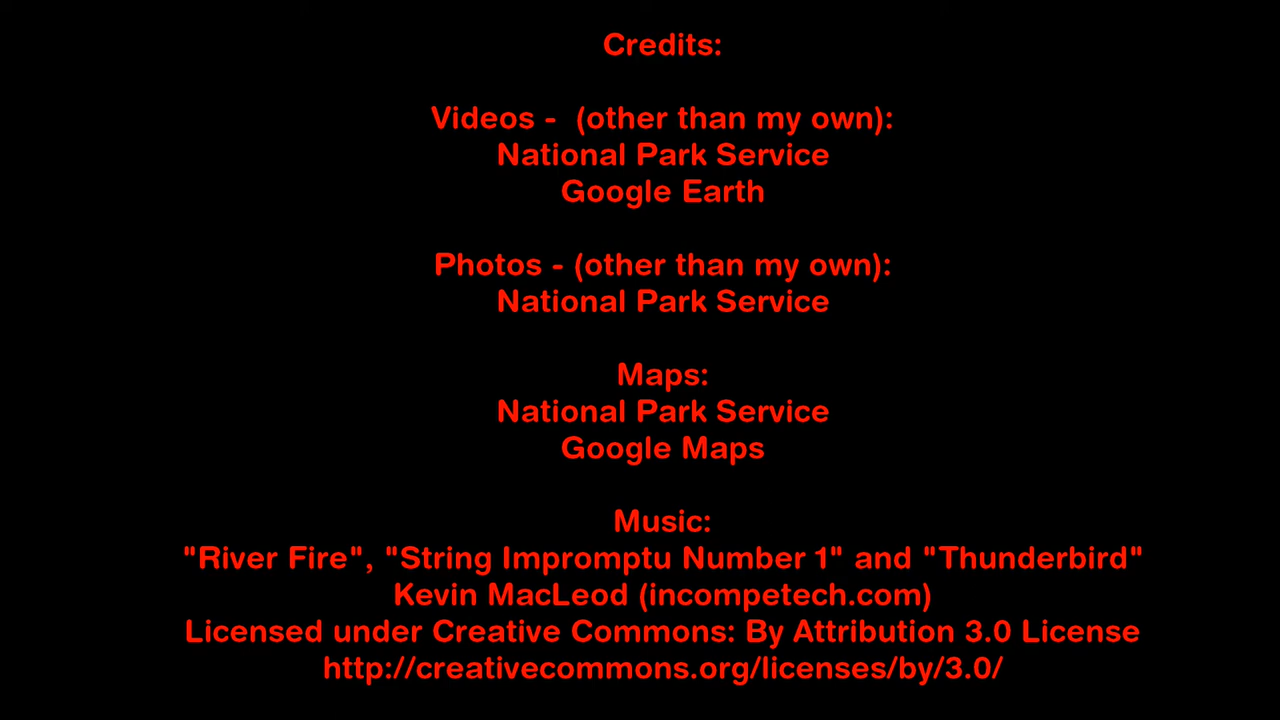 Credits:
Videos -  (other than my own):
National Park Service
Google Earth
Photos - (other than my own):
National Park Service
Maps:
National Park Service
Google Maps
Music:
"River Fire", "String Impromptu Number 1" and "Thunderbird"
Kevin MacLeod (incompetech.com)
Licensed under Creative Commons: By Attribution 3.0 License
http://creativecommons.org/licenses/by/3.0/